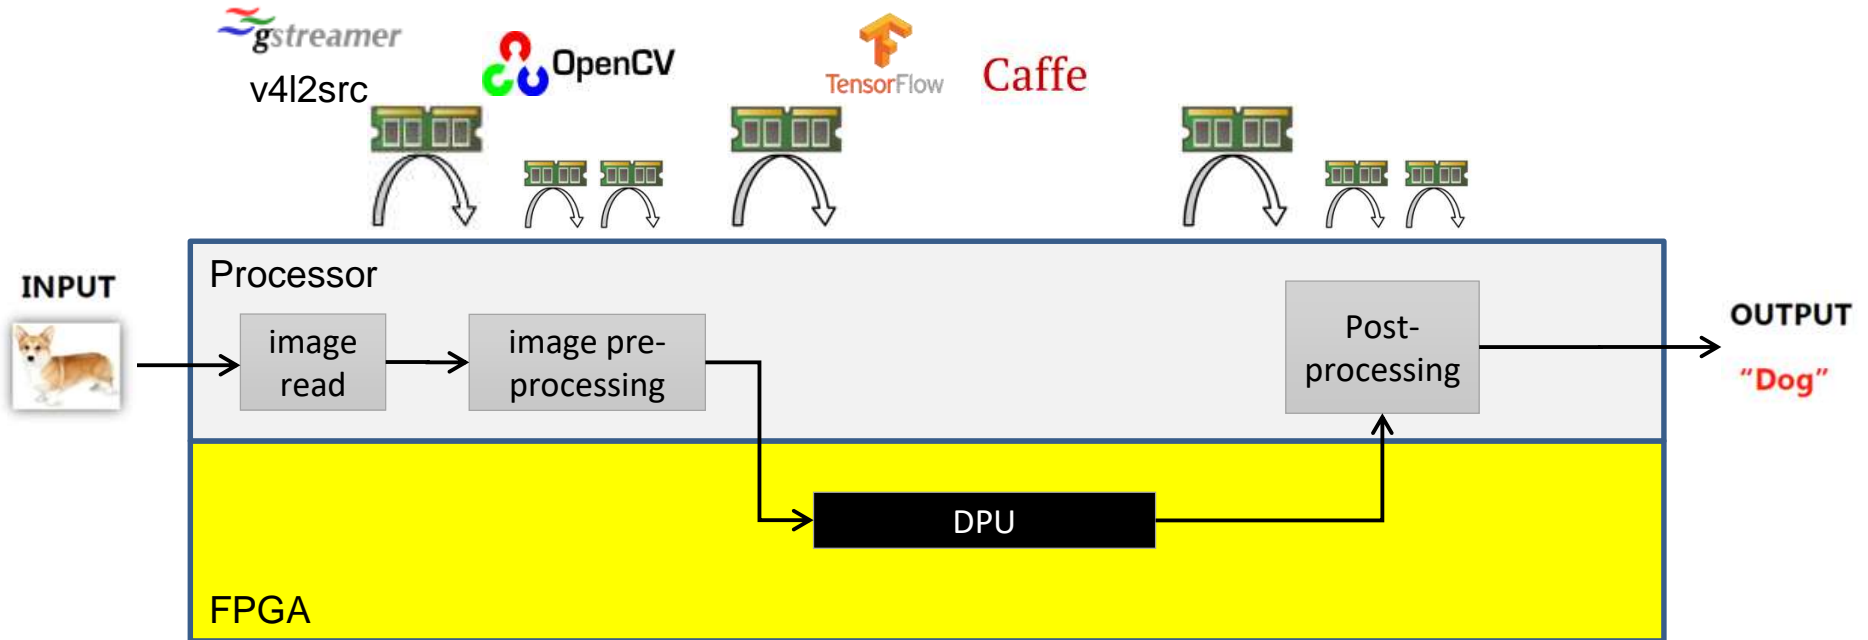 gstreamer
v4l2src
OpenCV
TensorFlow
Caffe
Processor
INPUT
image
read
image pre-
processing
Post-
processing
OUTPUT
“Dog”
DPU
FPGA